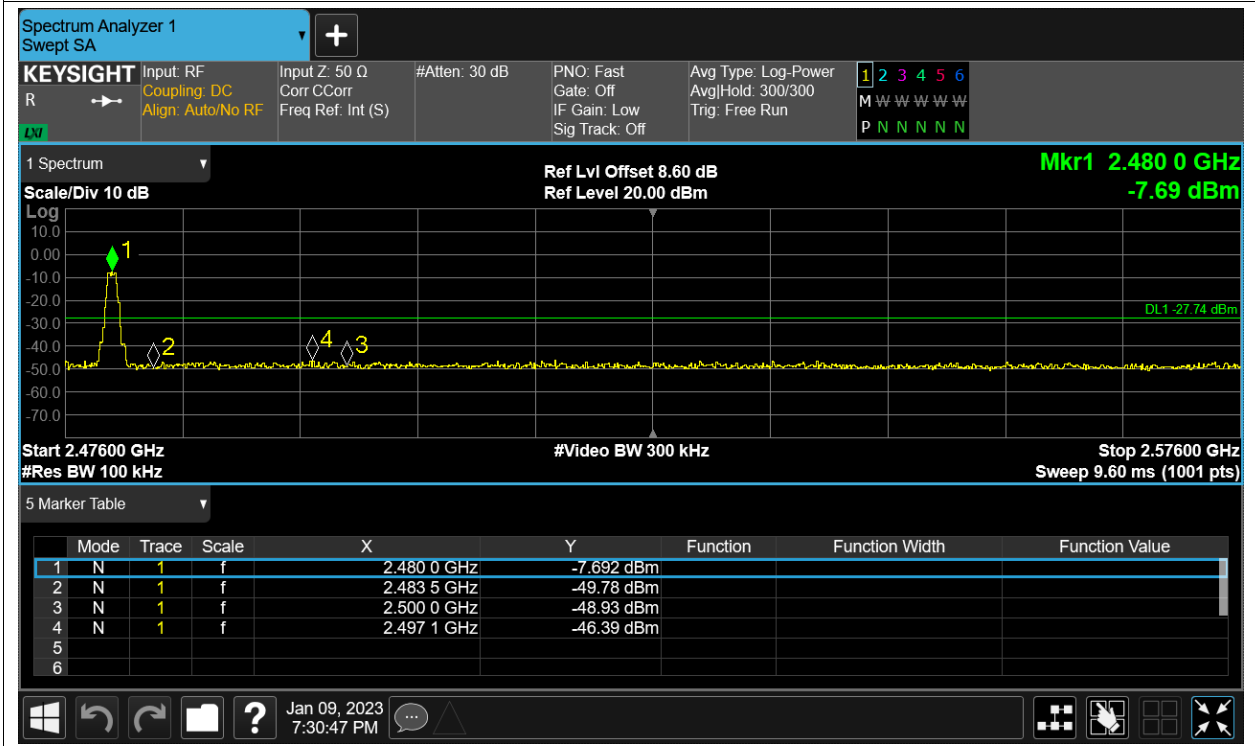 Spectrum Analyzer 1
Swept SA
+
KEYSIGHT
R
LXI
Input: RF
Coupling: DC
Align: Auto/No RF
Input Z: 50 Ω
Corr CCorr
Freq Ref: Int (S)
#Atten: 30 dB
PNO: Fast
Gate: Off
IF Gain: Low
Sig Track: Off
Avg Type: Log-Power
Avg|Hold: 300/300
Trig: Free Run
1 2 3 4 5 6
M W W W W W
P N N N N N
1 Spectrum
Scale/Div 10 dB
Ref Lvl Offset 8.60 dB
Ref Level 20.00 dBm
Mkr1 2.480 0 GHz
-7.69 dBm
Log
10.0
0.00
-10.0
-20.0
-30.0
-40.0
-50.0
-60.0
-70.0
1
2
4
3
DL1 -27.74 dBm
Start 2.47600 GHz
#Res BW 100 kHz
#Video BW 300 kHz
Stop 2.57600 GHz
Sweep 9.60 ms (1001 pts)
5 Marker Table
Mode Trace Scale X Y Function Function Width Function Value
1 N 1 f 2.480 0 GHz -7.692 dBm
2 N 1 f 2.483 5 GHz -49.78 dBm
3 N 1 f 2.500 0 GHz -48.93 dBm
4 N 1 f 2.497 1 GHz -46.39 dBm
5
6
?
Jan 09, 2023
7:30:47 PM